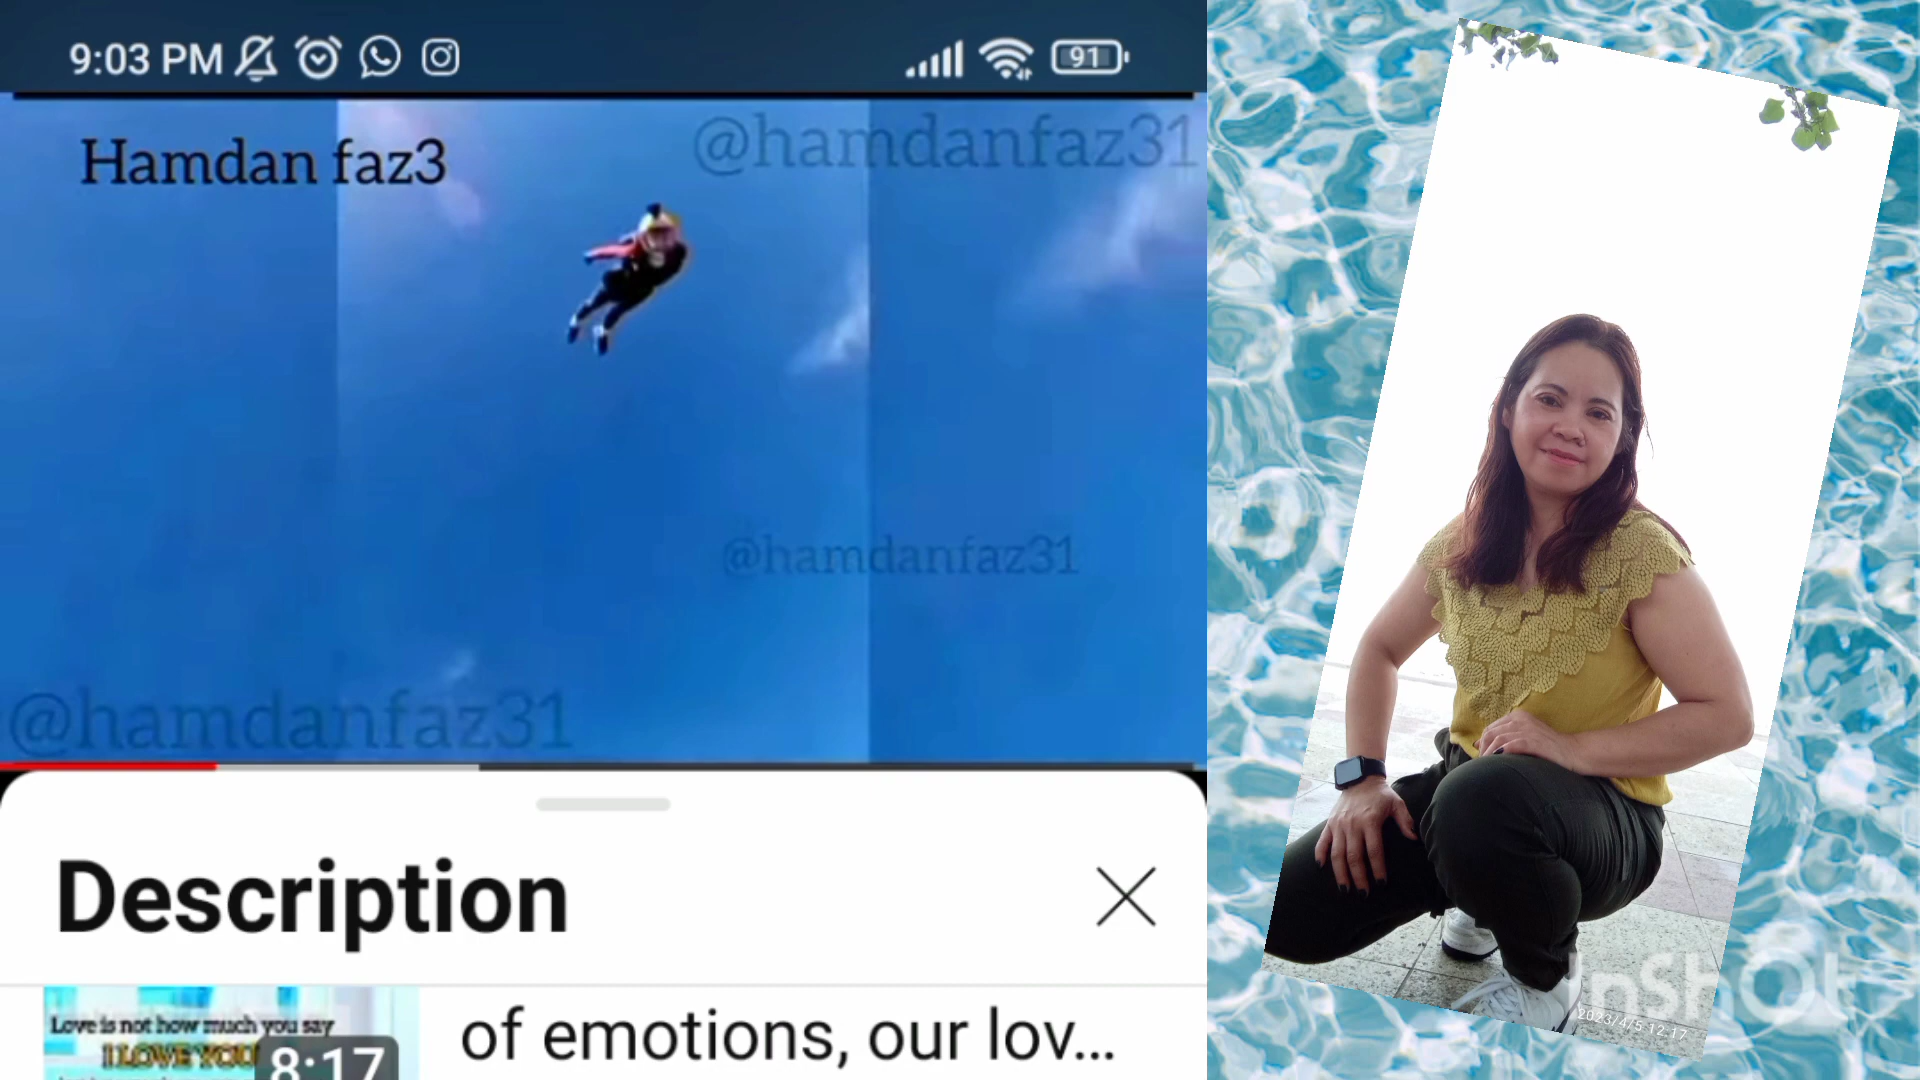 9:03 PM
91
Hamdan faz3
@hamdanfaz31
@hamdanfaz31
@hamdanfaz31
Description
Love is not how much you say
I LOVE YOU
8:17
of emotions, our lov...
InShOt
2023/4/5 12:17